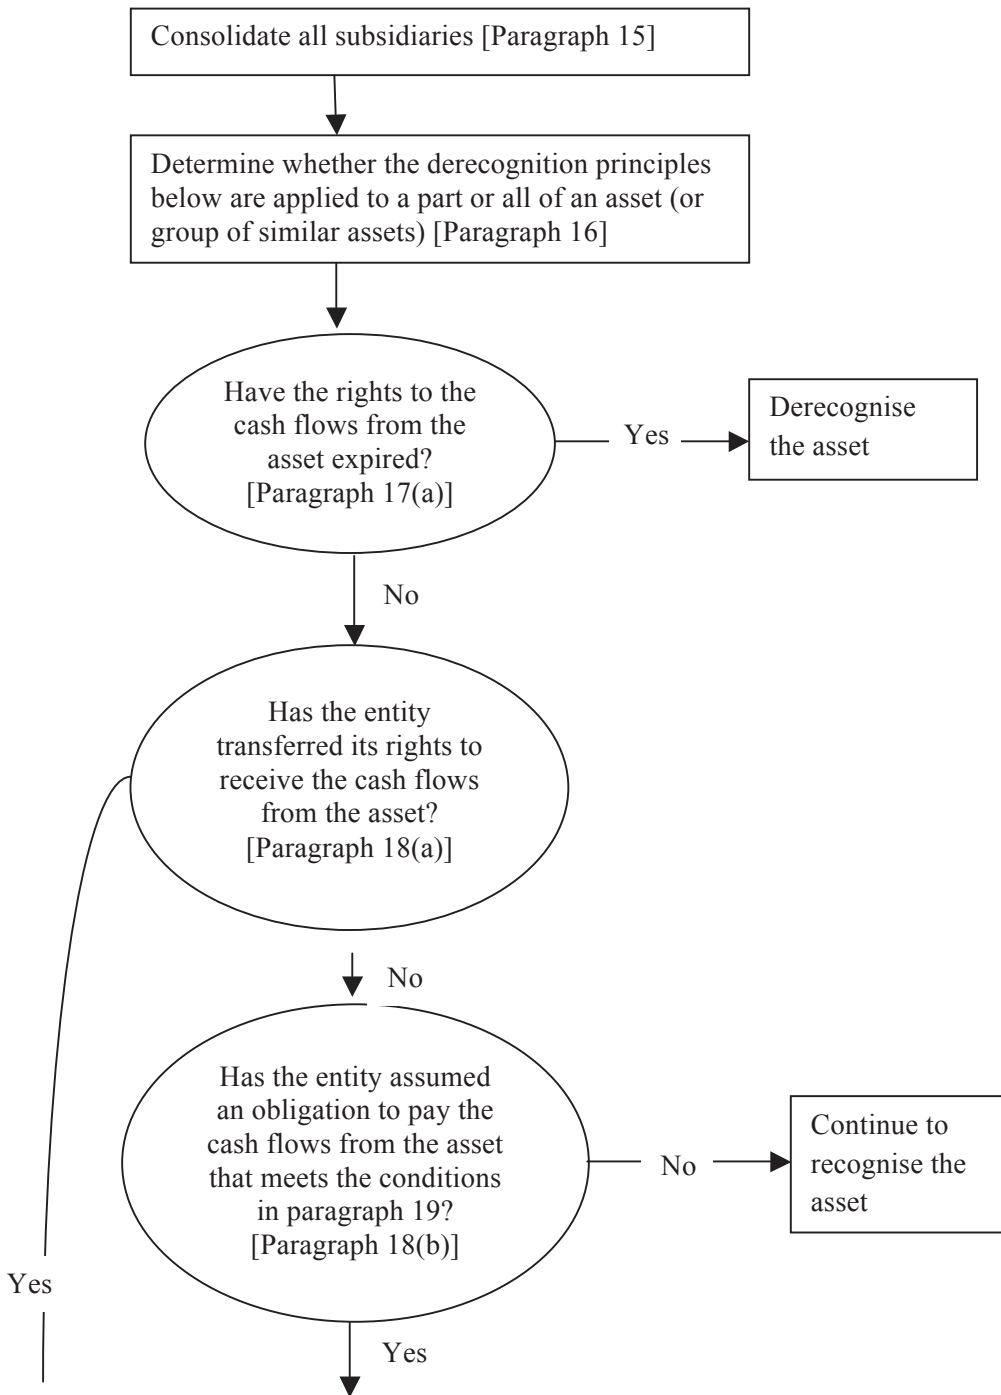 Consolidate all subsidiaries [Paragraph 15]
Determine whether the derecognition principles
below are applied to a part or all of an asset (or
group of similar assets) [Paragraph 16]
Have the rights to the
cash flows from the
asset expired?
[Paragraph 17(a)]
Yes
Derecognise
the asset
No
Has the entity
transferred its rights to
receive the cash flows
from the asset?
[Paragraph 18(a)]
No
Has the entity assumed
an obligation to pay the
cash flows from the asset
that meets the conditions
in paragraph 19?
[Paragraph 18(b)]
No
Continue to
recognise the
asset
Yes
Yes